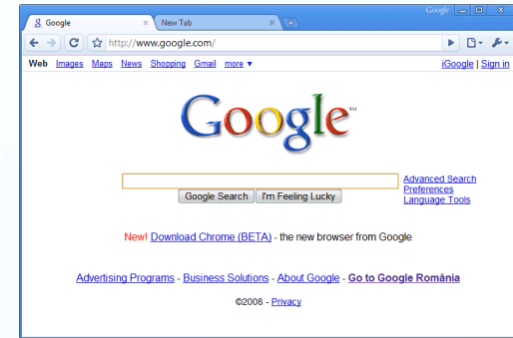 Google
Google
New Tab
http://www.google.com/
Web Images Maps News Shopping Gmail more ▼
iGoogle | Sign in
Google™
Advanced Search
Preferences
Language Tools
Google Search
I'm Feeling Lucky
New! Download Chrome (BETA) - the new browser from Google
Advertising Programs - Business Solutions - About Google - Go to Google România
©2008 - Privacy